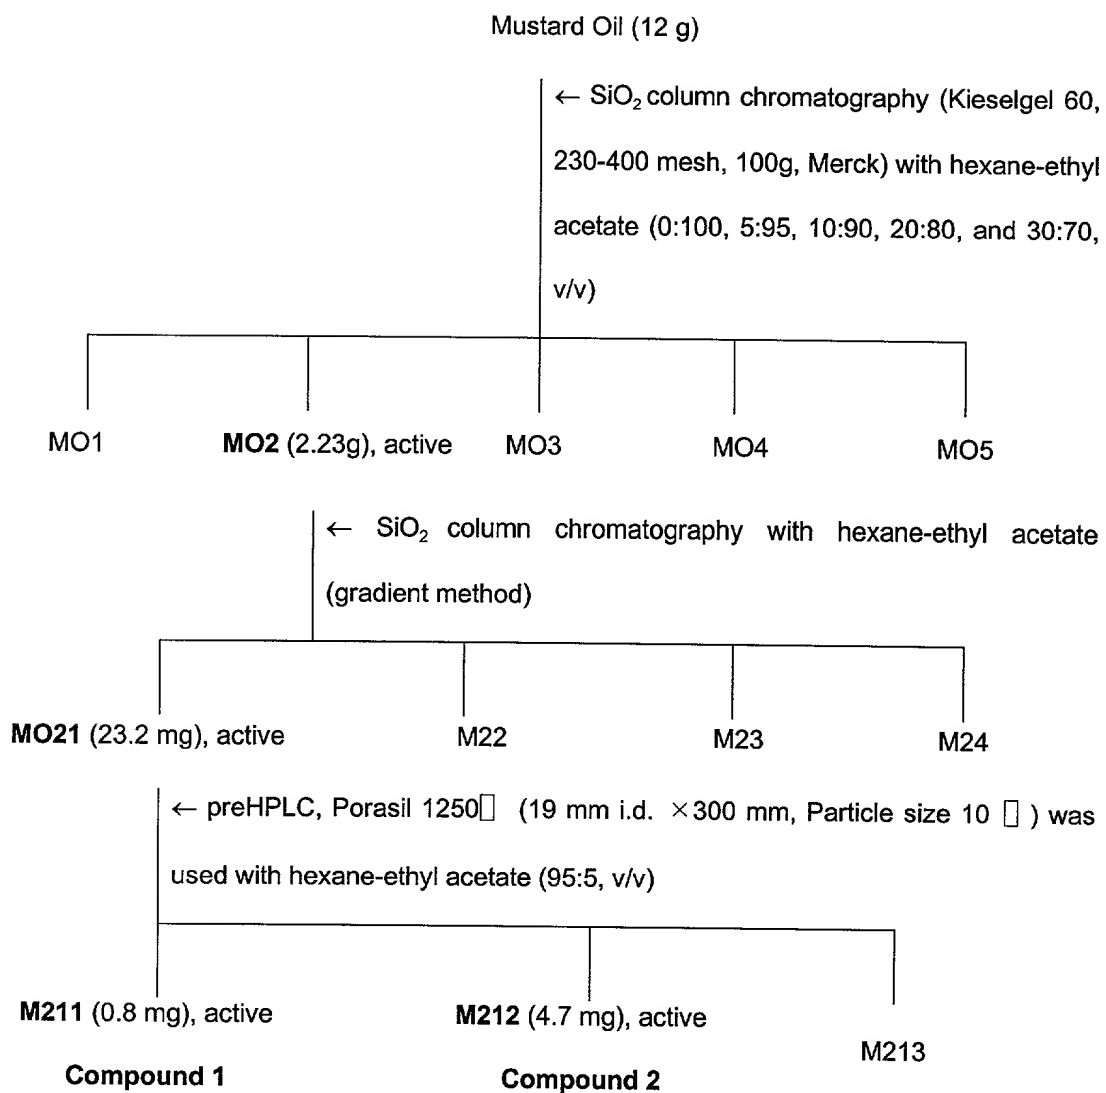 Mustard Oil (12 g)
← SiO₂ column chromatography (Kieselgel 60,
230-400 mesh, 100g, Merck) with hexane-ethyl
acetate (0:100, 5:95, 10:90, 20:80, and 30:70,
v/v)
MO1 MO2 (2.23g), active MO3 MO4 MO5
← SiO₂ column chromatography with hexane-ethyl acetate
(gradient method)
MO21 (23.2 mg), active M22 M23 M24
← preHPLC, Porasil 1250▯ (19 mm i.d. ×300 mm, Particle size 10 ▯ ) was
used with hexane-ethyl acetate (95:5, v/v)
M211 (0.8 mg), active M212 (4.7 mg), active M213
Compound 1 Compound 2